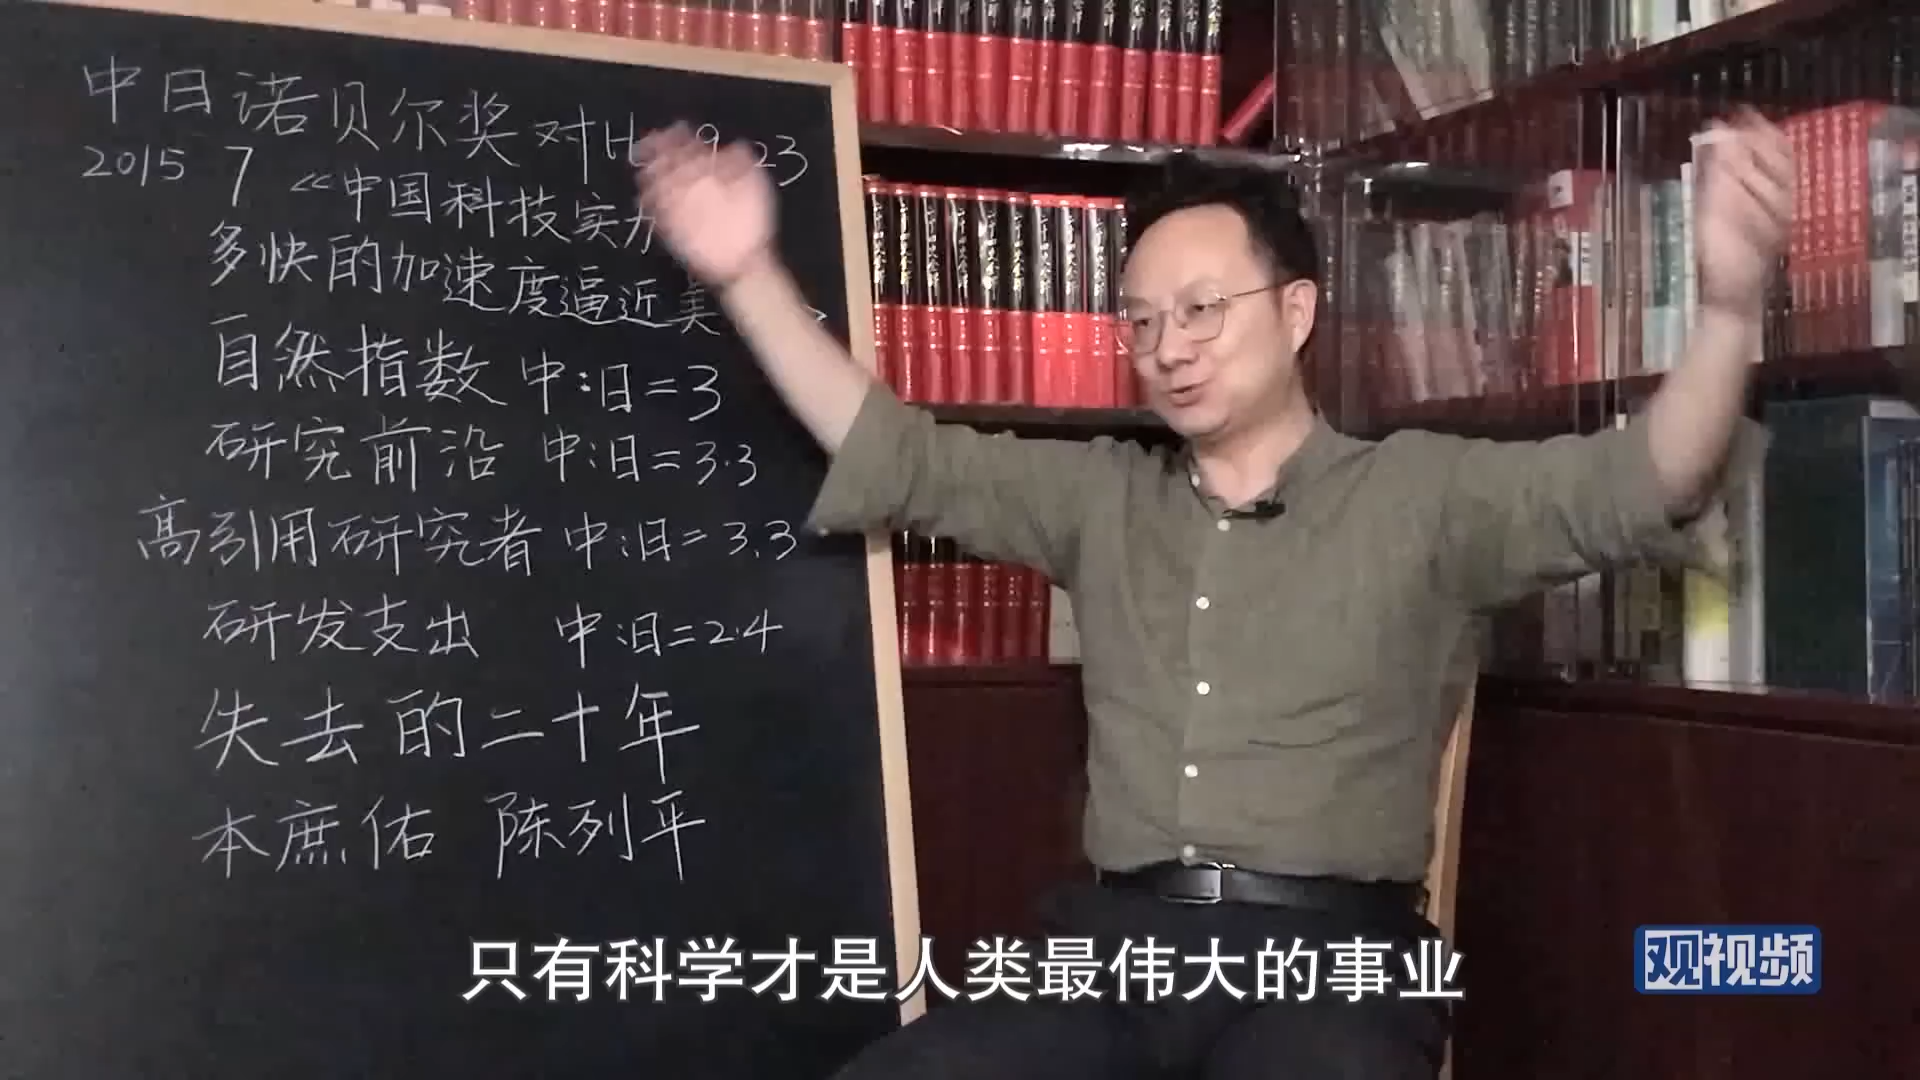 中日诺贝尔奖对比 9 23
2015 7 《中国科技实力
多快的加速度逼近美
自然指数 中:日=3
研究前沿 中:日=3.3
高引用研究者 中:日=3.3
研发支出 中:日=2.4
失去的二十年
本庶佑 陈列平
只有科学才是人类最伟大的事业
观视频